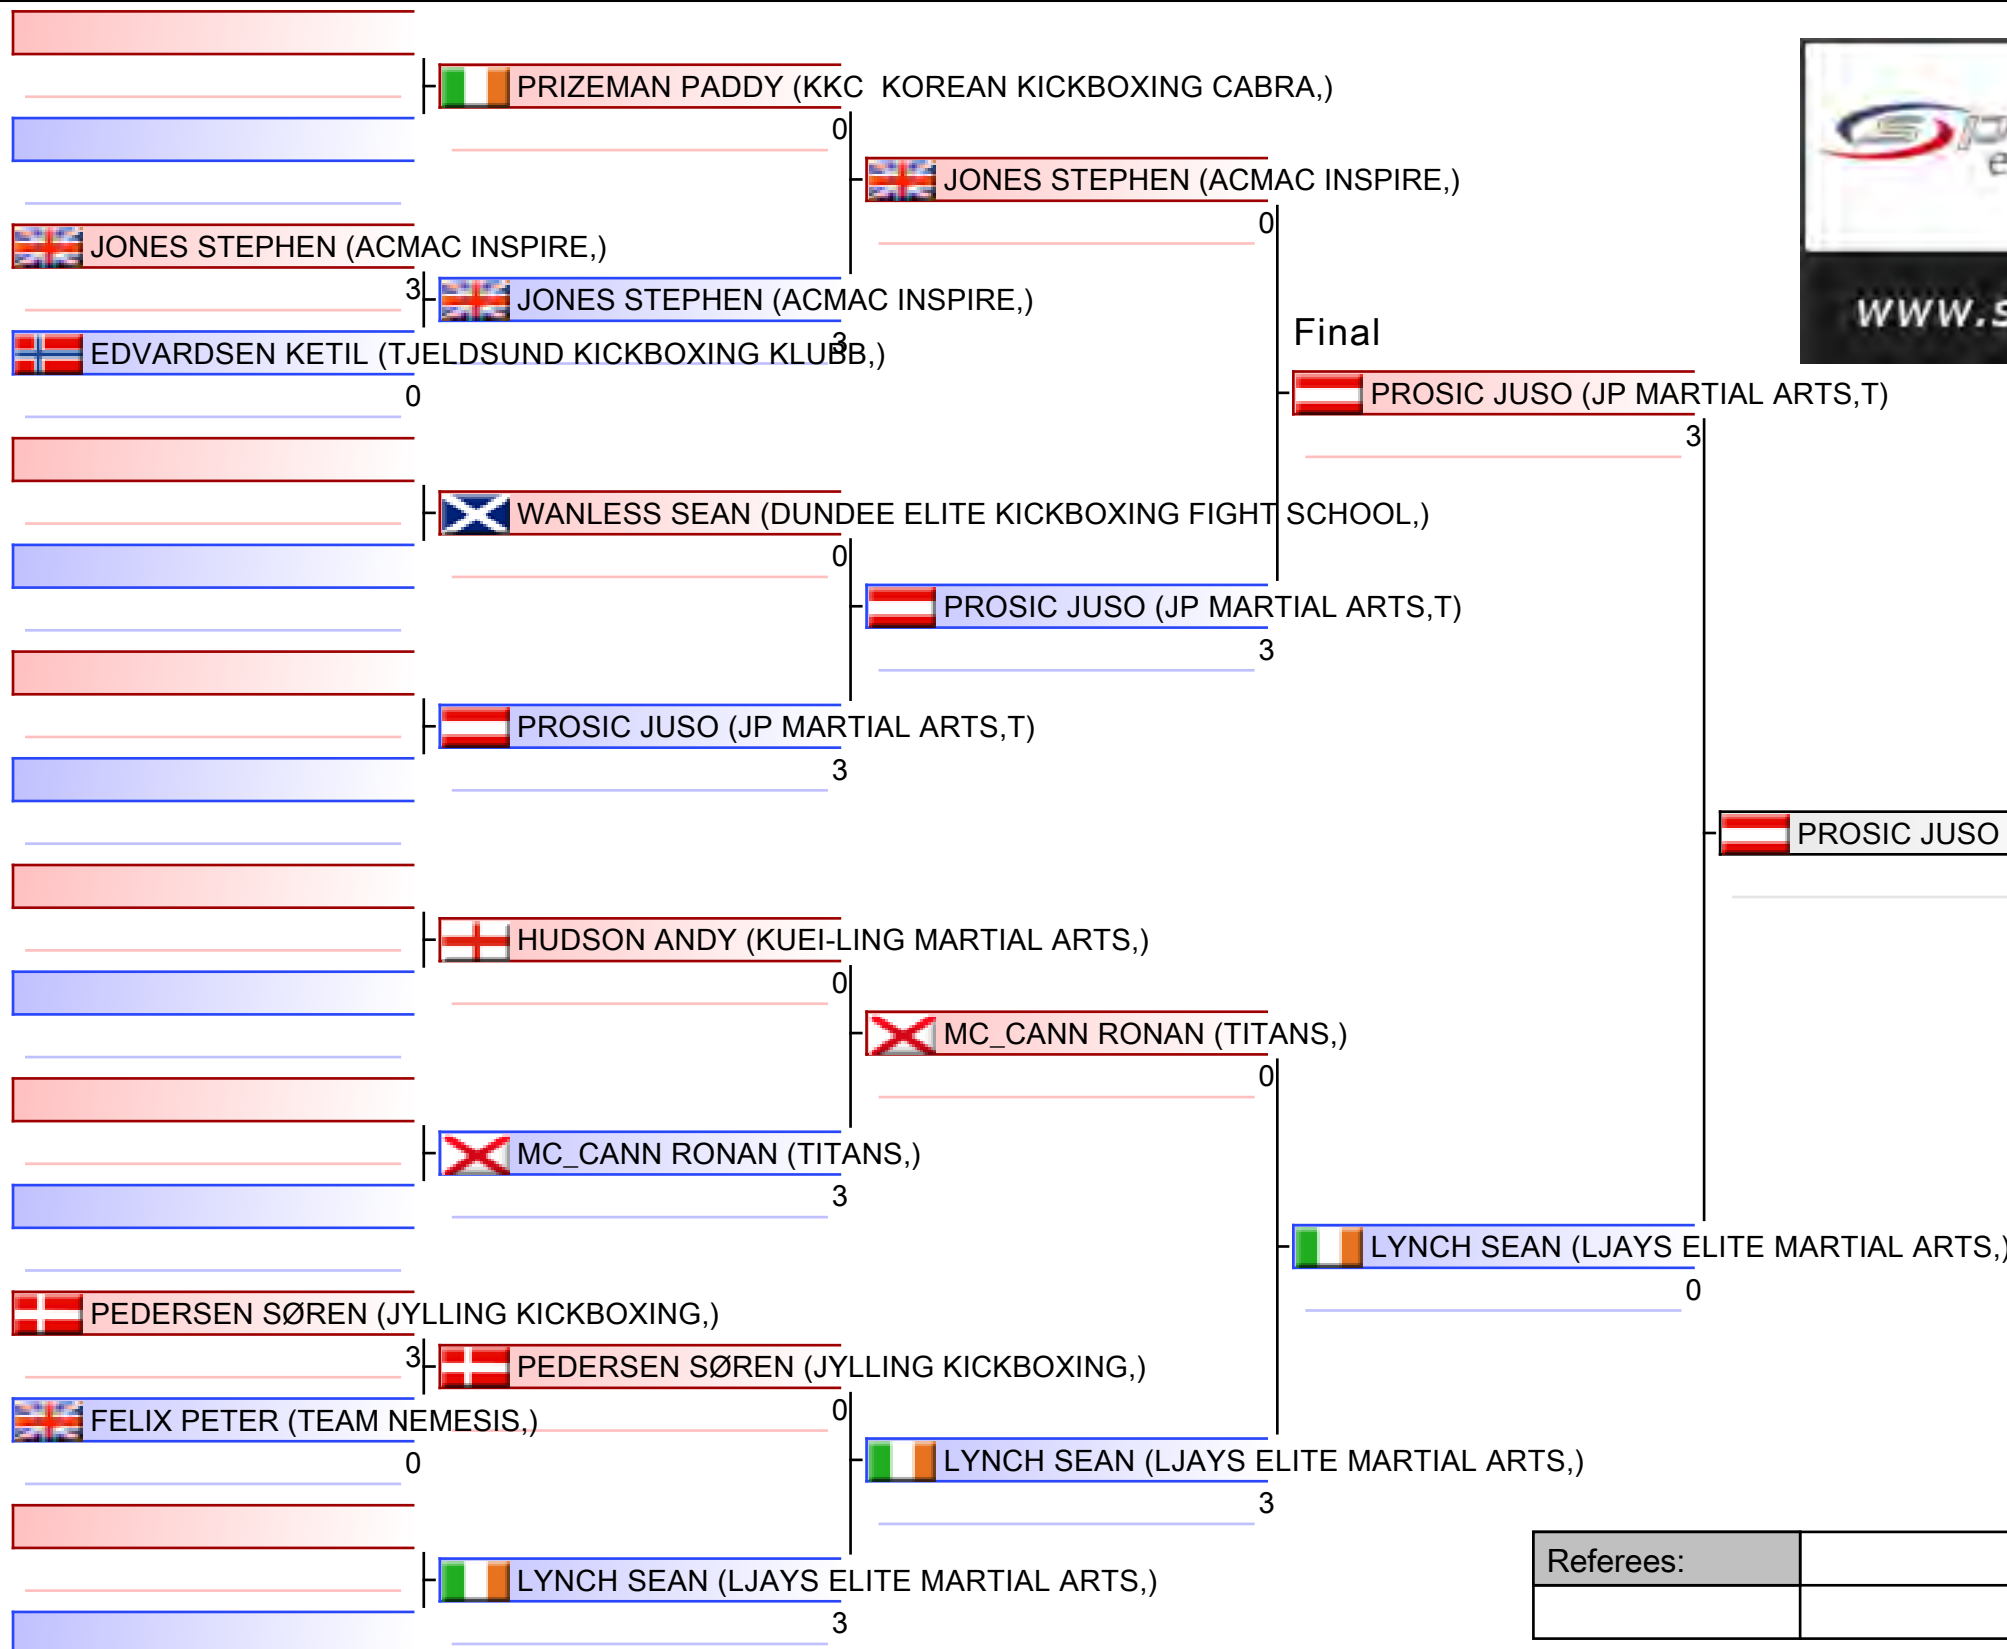 PRIZEMAN PADDY (KKC  KOREAN KICKBOXING CABRA,)
0
JONES STEPHEN (ACMAC INSPIRE,)
0
JONES STEPHEN (ACMAC INSPIRE,)
3
JONES STEPHEN (ACMAC INSPIRE,)
3
EDVARDSEN KETIL (TJELDSUND KICKBOXING KLUBB,)
0
www.s
Final
PROSIC JUSO (JP MARTIAL ARTS,T)
3
WANLESS SEAN (DUNDEE ELITE KICKBOXING FIGHT SCHOOL,)
0
PROSIC JUSO (JP MARTIAL ARTS,T)
3
PROSIC JUSO (JP MARTIAL ARTS,T)
3
PROSIC JUSO
HUDSON ANDY (KUEI-LING MARTIAL ARTS,)
0
MC_CANN RONAN (TITANS,)
0
MC_CANN RONAN (TITANS,)
3
LYNCH SEAN (LJAYS ELITE MARTIAL ARTS,)
0
PEDERSEN SØREN (JYLLING KICKBOXING,)
3
PEDERSEN SØREN (JYLLING KICKBOXING,)
0
FELIX PETER (TEAM NEMESIS,)
0
LYNCH SEAN (LJAYS ELITE MARTIAL ARTS,)
3
LYNCH SEAN (LJAYS ELITE MARTIAL ARTS,)
3
Referees: